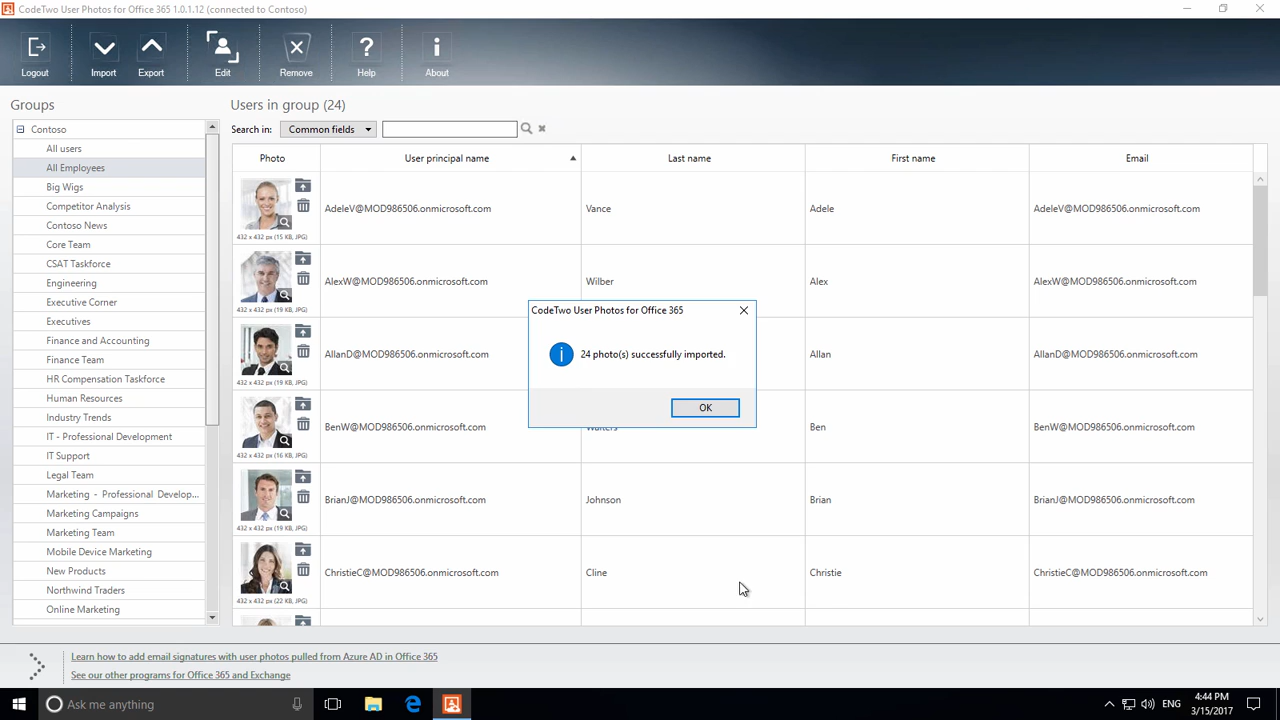 CodeTwo User Photos for Office 365 1.0.1.12 (connected to Contoso)
Logout
Import
Export
Edit
Remove
Help
About
Groups
Contoso
All users
All Employees
Big Wigs
Competitor Analysis
Contoso News
Core Team
CSAT Taskforce
Engineering
Executive Corner
Executives
Finance and Accounting
Finance Team
HR Compensation Taskforce
Human Resources
Industry Trends
IT - Professional Development
IT Support
Legal Team
Marketing - Professional Develop...
Marketing Campaigns
Marketing Team
Mobile Device Marketing
New Products
Northwind Traders
Online Marketing
Users in group (24)
Search in: Common fields
Photo User principal name Last name First name Email
AdeleV@MOD986506.onmicrosoft.com Vance Adele AdeleV@MOD986506.onmicrosoft.com
432 x 432 px (15 KB, JPG)
AlexW@MOD986506.onmicrosoft.com Wilber Alex AlexW@MOD986506.onmicrosoft.com
432 x 432 px (19 KB, JPG)
AllanD@MOD986506.onmicrosoft.com Allan AllanD@MOD986506.onmicrosoft.com
432 x 432 px (19 KB, JPG)
BenW@MOD986506.onmicrosoft.com Ben BenW@MOD986506.onmicrosoft.com
432 x 432 px (16 KB, JPG)
BrianJ@MOD986506.onmicrosoft.com Johnson Brian BrianJ@MOD986506.onmicrosoft.com
432 x 432 px (19 KB, JPG)
ChristieC@MOD986506.onmicrosoft.com Cline Christie ChristieC@MOD986506.onmicrosoft.com
432 x 432 px (22 KB, JPG)
CodeTwo User Photos for Office 365
24 photo(s) successfully imported.
OK
Learn how to add email signatures with user photos pulled from Azure AD in Office 365
See our other programs for Office 365 and Exchange
Ask me anything
ENG
4:44 PM
3/15/2017